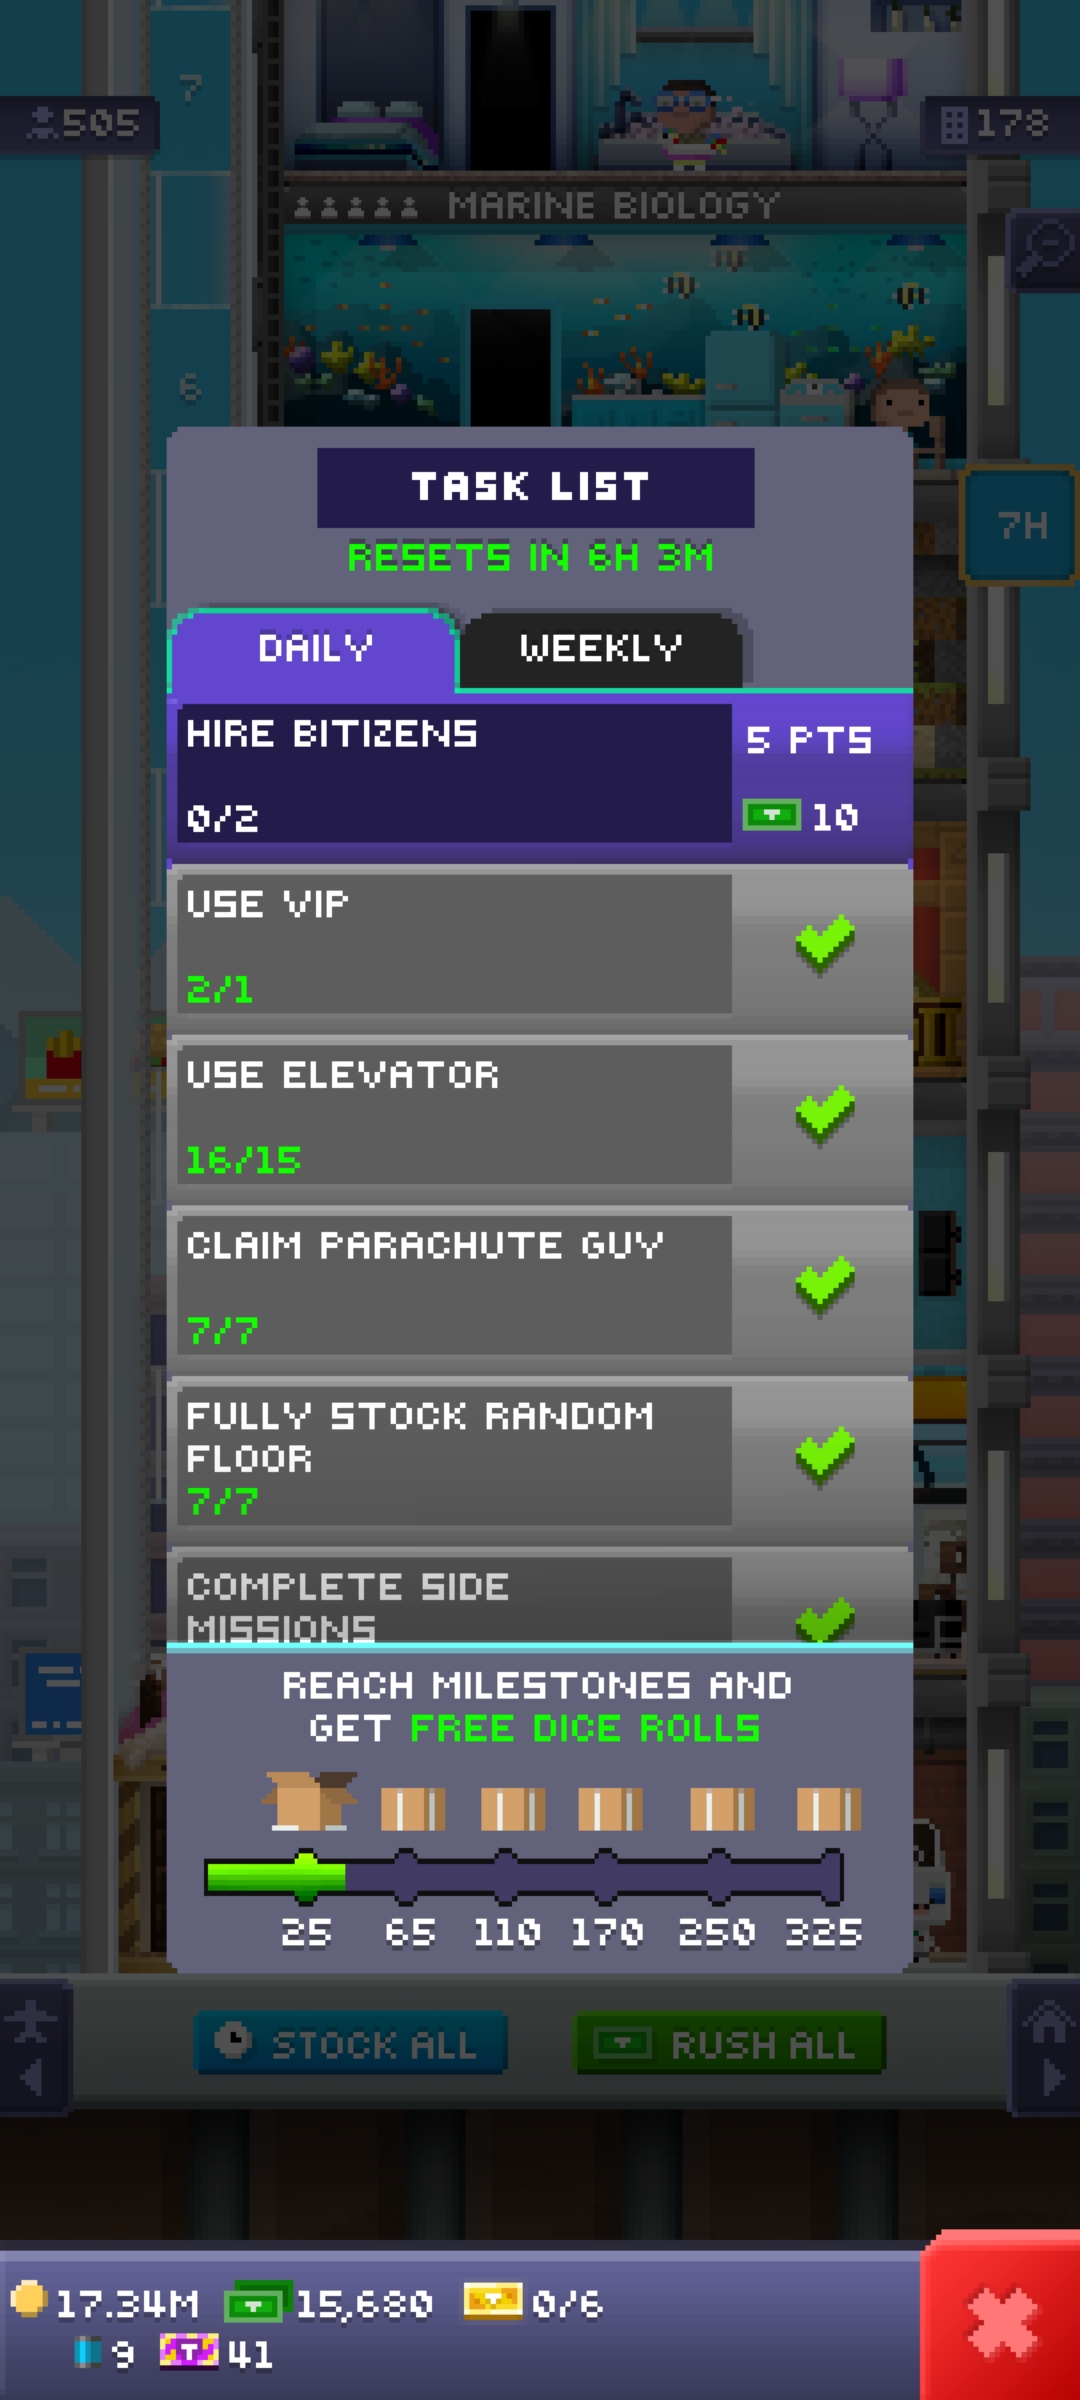 7
505
178
MARINE BIOLOGY
6
TASK LIST
RESETS IN 6H 3M
7H
DAILY
WEEKLY
HIRE BITIZENS
5 PTS
0/2
10
USE VIP
2/1
USE ELEVATOR
16/15
CLAIM PARACHUTE GUY
7/7
FULLY STOCK RANDOM
FLOOR
7/7
COMPLETE SIDE
MISSIONS
REACH MILESTONES AND
GET FREE DICE ROLLS
25 65 110 170 250 325
STOCK ALL
RUSH ALL
17.34M 15,680 0/6
9 41